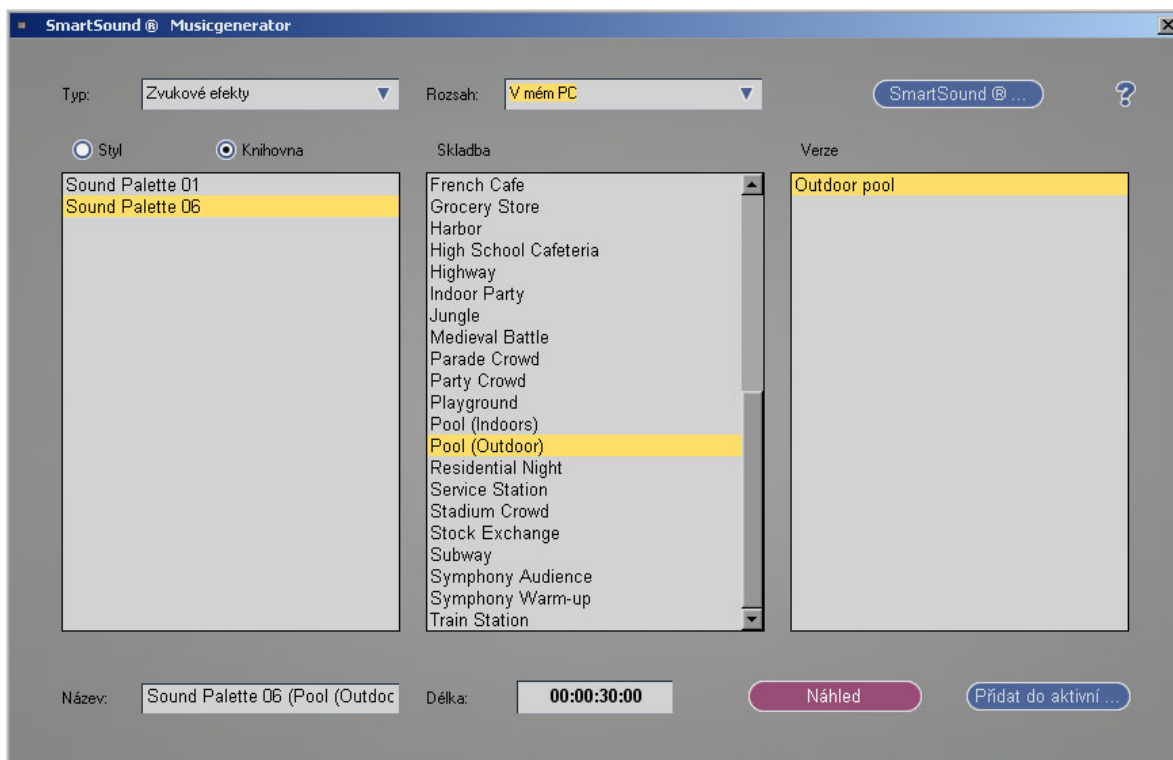 SmartSound ® Musicgenerator
Typ: Zvukové efekty Rozsah: V mém PC SmartSound ® ... ?
Styl Knihovna Skladba Verze
Sound Palette 01
Sound Palette 06
French Cafe
Grocery Store
Harbor
High School Cafeteria
Highway
Indoor Party
Jungle
Medieval Battle
Parade Crowd
Party Crowd
Playground
Pool (Indoors)
Pool (Outdoor)
Residential Night
Service Station
Stadium Crowd
Stock Exchange
Subway
Symphony Audience
Symphony Warm-up
Train Station
Outdoor pool
Název: Sound Palette 06 (Pool (Outdoc Délka: 00:00:30:00 Náhled Přidat do aktivní ...